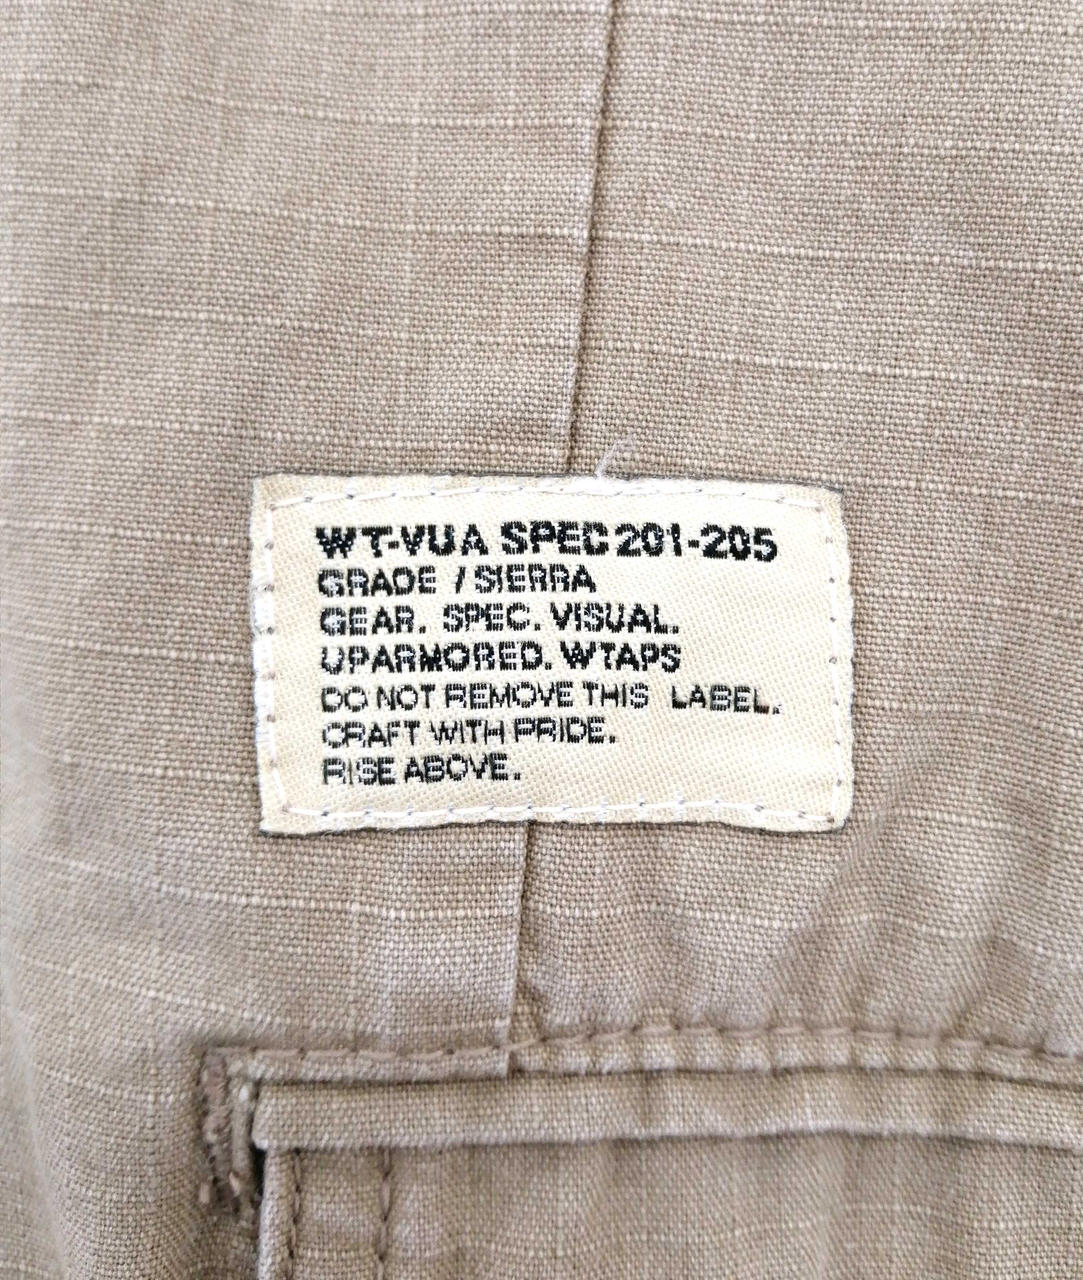 WT-VUA SPEC 201-205
GRADE / SIERRA
GEAR. SPEC. VISUAL.
UPARMORED. WTAPS
DO NOT REMOVE THIS LABEL.
CRAFT WITH PRIDE.
RISE ABOVE.